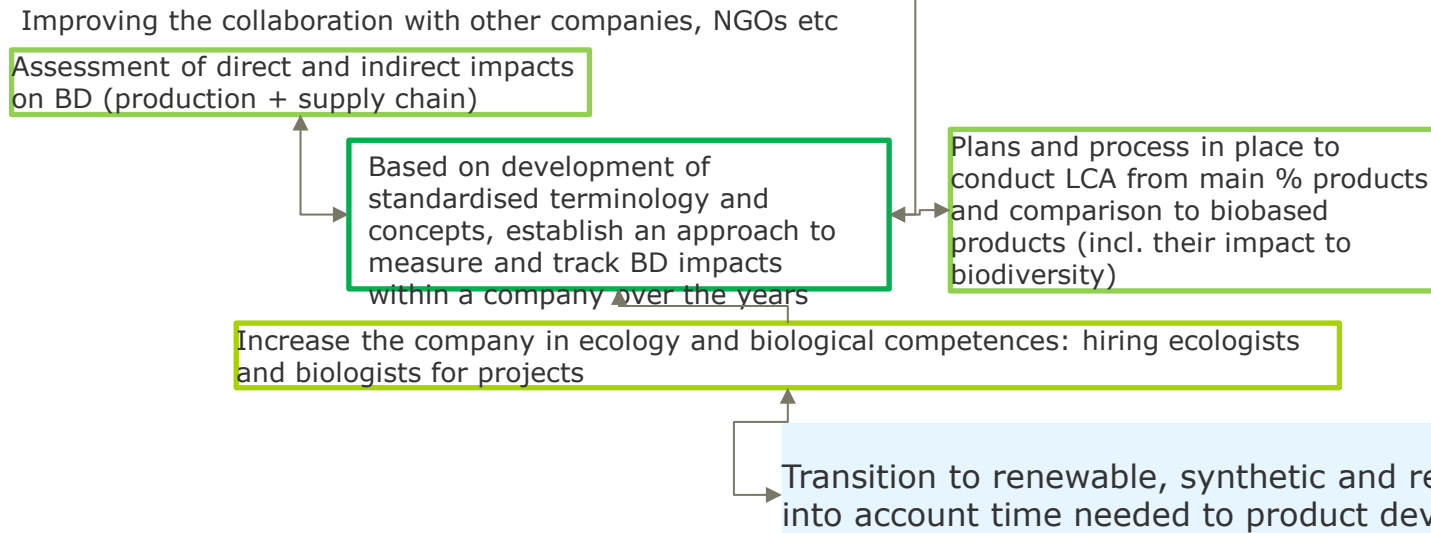 Improving the collaboration with other companies, NGOs etc
Assessment of direct and indirect impacts
on BD (production + supply chain)
Based on development of
standardised terminology and
concepts, establish an approach to
measure and track BD impacts
within a company over the years
Plans and process in place to
conduct LCA from main % products
and comparison to biobased
products (incl. their impact to
biodiversity)
Increase the company in ecology and biological competences: hiring ecologists
and biologists for projects
Transition to renewable, synthetic and re
into account time needed to product dev